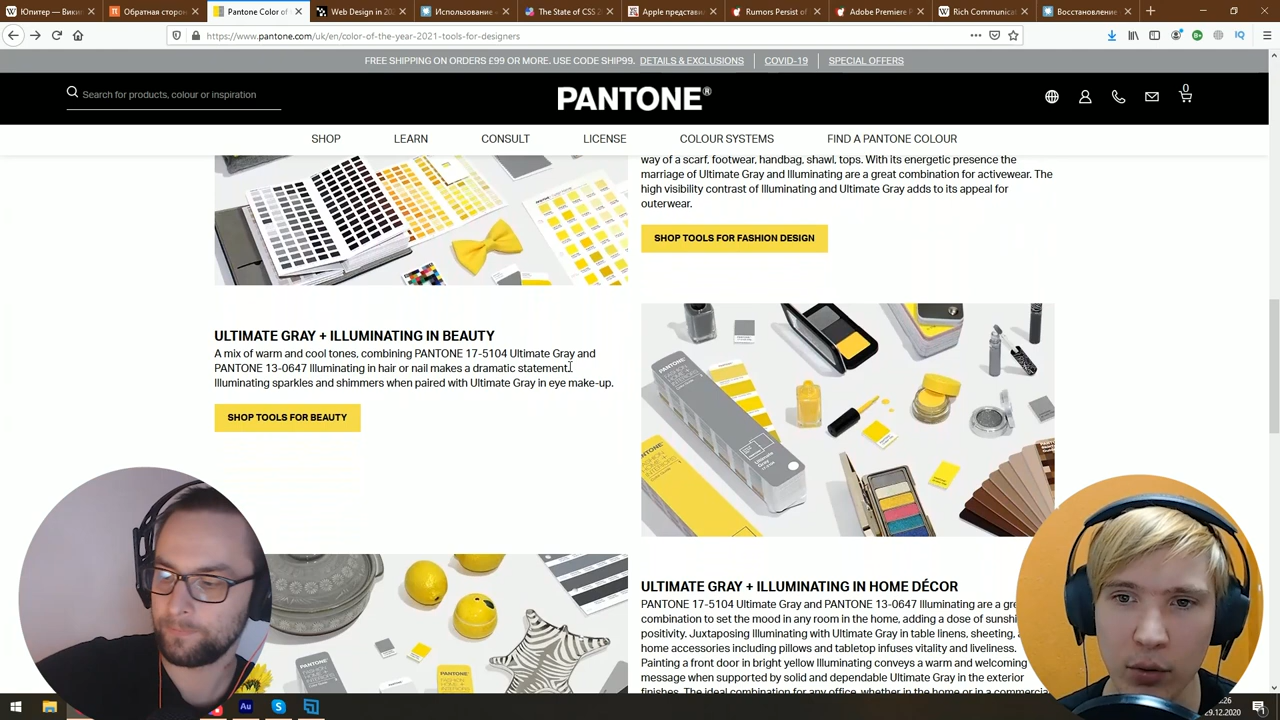 Юпитер — Вики
Обратная сторон
Pantone Color of
Web Design in 202
Использование «
The State of CSS 20
Apple представи
Rumors Persist of
Adobe Premiere P
Rich Communicat
Восстановление
https://www.pantone.com/uk/en/color-of-the-year-2021-tools-for-designers
FREE SHIPPING ON ORDERS £99 OR MORE. USE CODE SHIP99. DETAILS & EXCLUSIONS COVID-19 SPECIAL OFFERS
Search for products, colour or inspiration
PANTONE®
0
SHOP LEARN CONSULT LICENSE COLOUR SYSTEMS FIND A PANTONE COLOUR
way of a scarf, footwear, handbag, shawl, tops. With its energetic presence the
marriage of Ultimate Gray and Illuminating are a great combination for activewear. The
high visibility contrast of Illuminating and Ultimate Gray adds to its appeal for
outerwear.
SHOP TOOLS FOR FASHION DESIGN
ULTIMATE GRAY + ILLUMINATING IN BEAUTY
A mix of warm and cool tones, combining PANTONE 17-5104 Ultimate Gray and
PANTONE 13-0647 Illuminating in hair or nail makes a dramatic statement.
Illuminating sparkles and shimmers when paired with Ultimate Gray in eye make-up.
SHOP TOOLS FOR BEAUTY
ULTIMATE GRAY + ILLUMINATING IN HOME DÉCOR
PANTONE 17-5104 Ultimate Gray and PANTONE 13-0647 Illuminating are a gre
combination to set the mood in any room in the home, adding a dose of sunshi
positivity. Juxtaposing Illuminating with Ultimate Gray in table linens, sheeting,
home accessories including pillows and tabletop infuses vitality and liveliness.
Painting a front door in bright yellow Illuminating conveys a warm and welcoming
message when supported by solid and dependable Ultimate Gray in the exterior
finishes. The ideal combination for any office, whether in the home or in a commercia
:26
29.12.2020